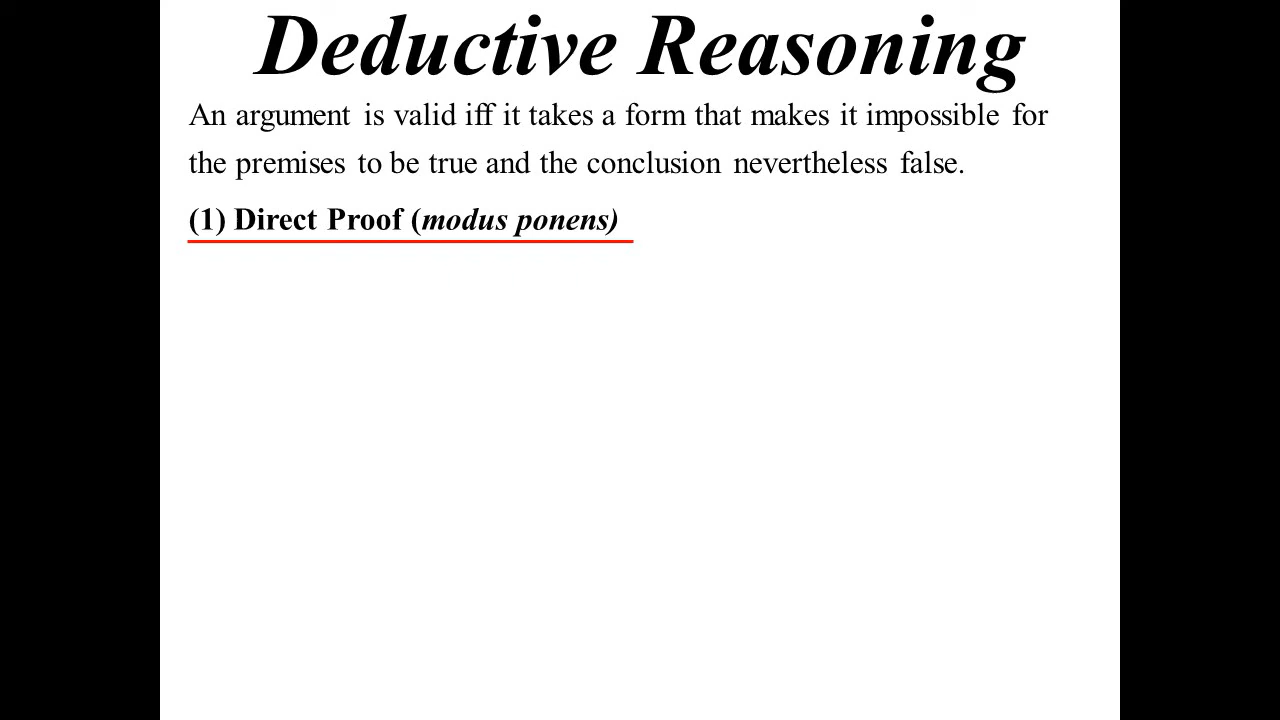 Deductive Reasoning
An argument is valid iff it takes a form that makes it impossible for
the premises to be true and the conclusion nevertheless false.
(1) Direct Proof (modus ponens)